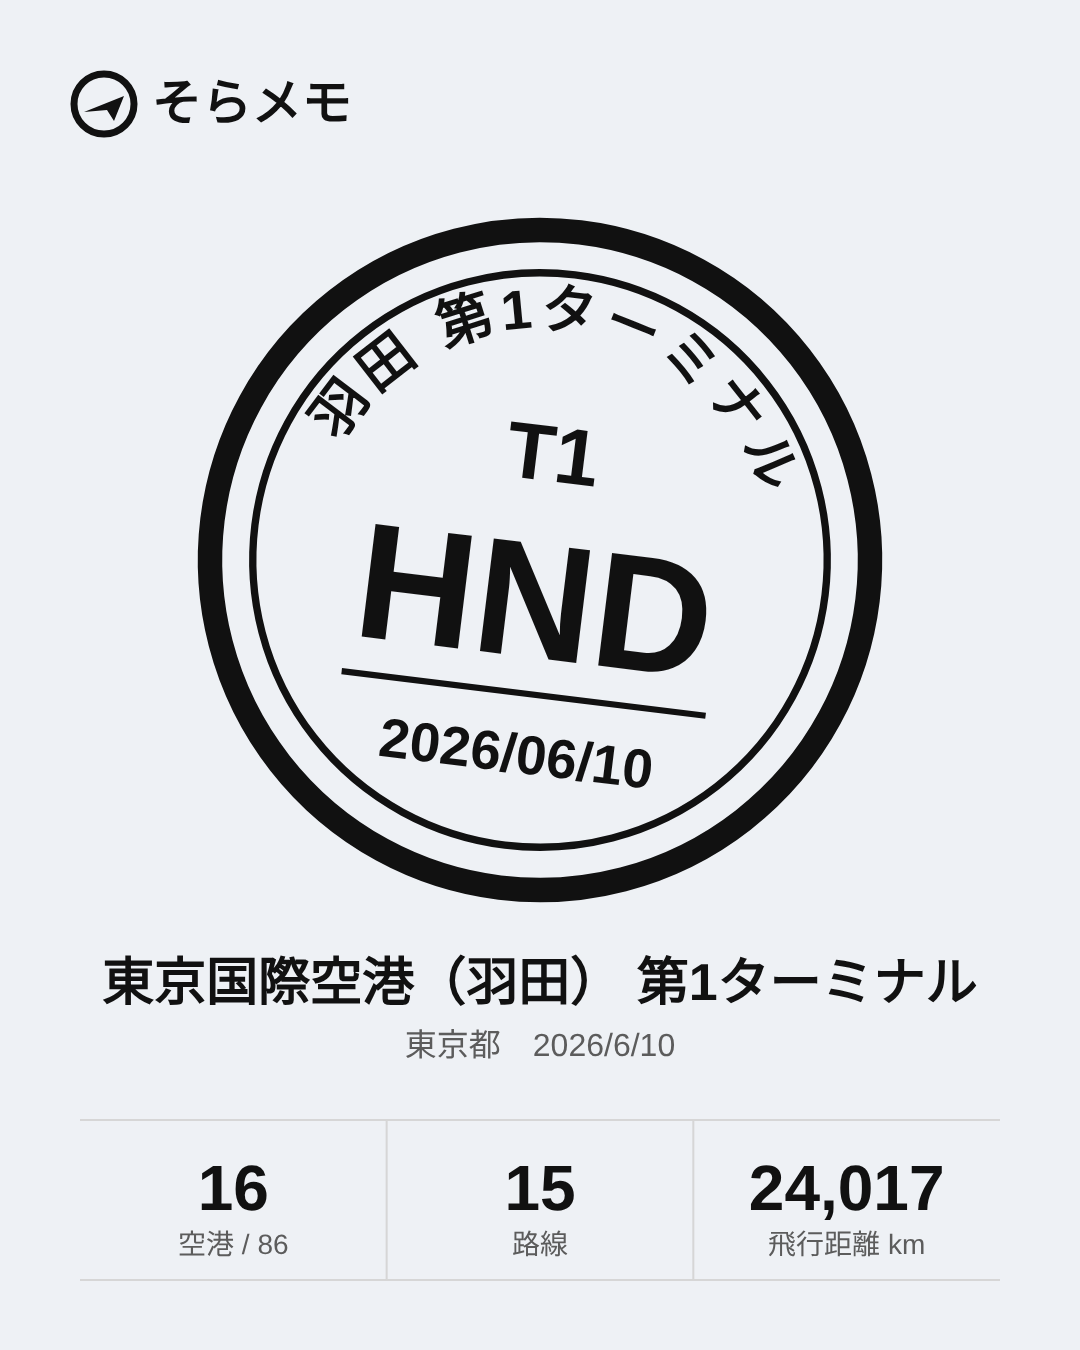 そらメモ
羽田 第1ターミナル
T1
HND
2026/06/10
東京国際空港（羽田） 第1ターミナル
東京都　2026/6/10
16
空港 / 86
15
路線
24,017
飛行距離 km